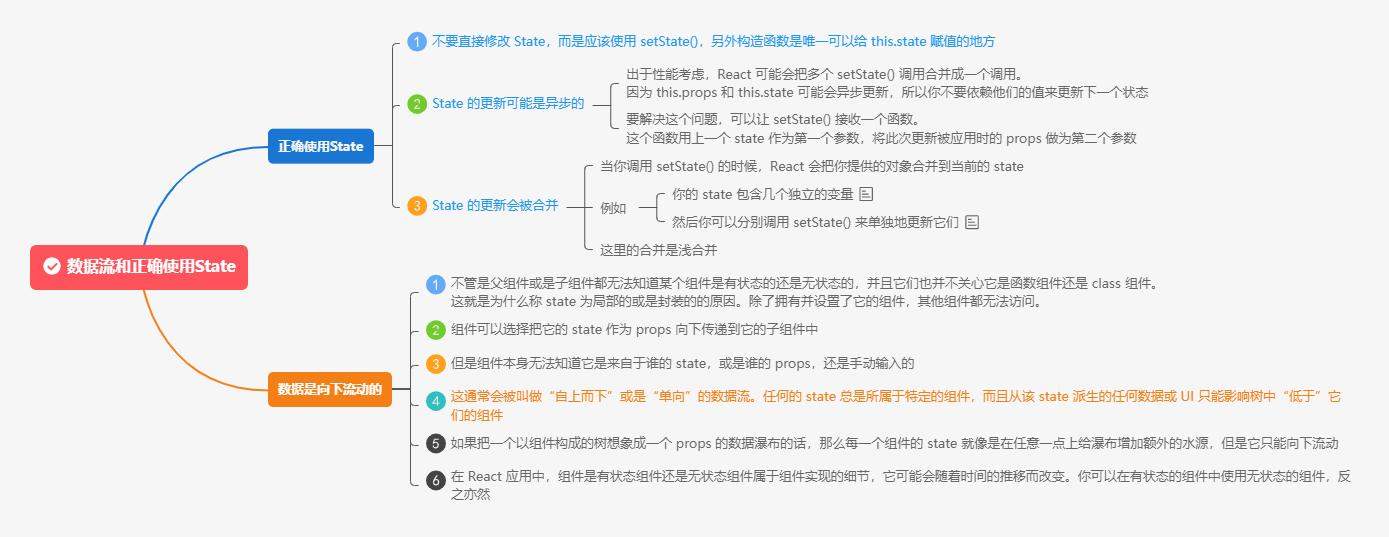 数据流和正确使用State
正确使用State
1 不要直接修改 State，而是应该使用 setState()，另外构造函数是唯一可以给 this.state 赋值的地方
2 State 的更新可能是异步的
出于性能考虑，React 可能会把多个 setState() 调用合并成一个调用。
因为 this.props 和 this.state 可能会异步更新，所以你不要依赖他们的值来更新下一个状态
要解决这个问题，可以让 setState() 接收一个函数。
这个函数用上一个 state 作为第一个参数，将此次更新被应用时的 props 做为第二个参数
3 State 的更新会被合并
当你调用 setState() 的时候，React 会把你提供的对象合并到当前的 state
例如
你的 state 包含几个独立的变量
然后你可以分别调用 setState() 来单独地更新它们
这里的合并是浅合并
数据是向下流动的
1 不管是父组件或是子组件都无法知道某个组件是有状态的还是无状态的，并且它们也并不关心它是函数组件还是 class 组件。
这就是为什么称 state 为局部的或是封装的的原因。除了拥有并设置了它的组件，其他组件都无法访问。
2 组件可以选择把它的 state 作为 props 向下传递到它的子组件中
3 但是组件本身无法知道它是来自于谁的 state，或是谁的 props，还是手动输入的
4 这通常会被叫做“自上而下”或是“单向”的数据流。任何的 state 总是所属于特定的组件，而且从该 state 派生的任何数据或 UI 只能影响树中“低于”它
们的组件
5 如果把一个以组件构成的树想象成一个 props 的数据瀑布的话，那么每一个组件的 state 就像是在任意一点上给瀑布增加额外的水源，但是它只能向下流动
6 在 React 应用中，组件是有状态组件还是无状态组件属于组件实现的细节，它可能会随着时间的推移而改变。你可以在有状态的组件中使用无状态的组件，反
之亦然